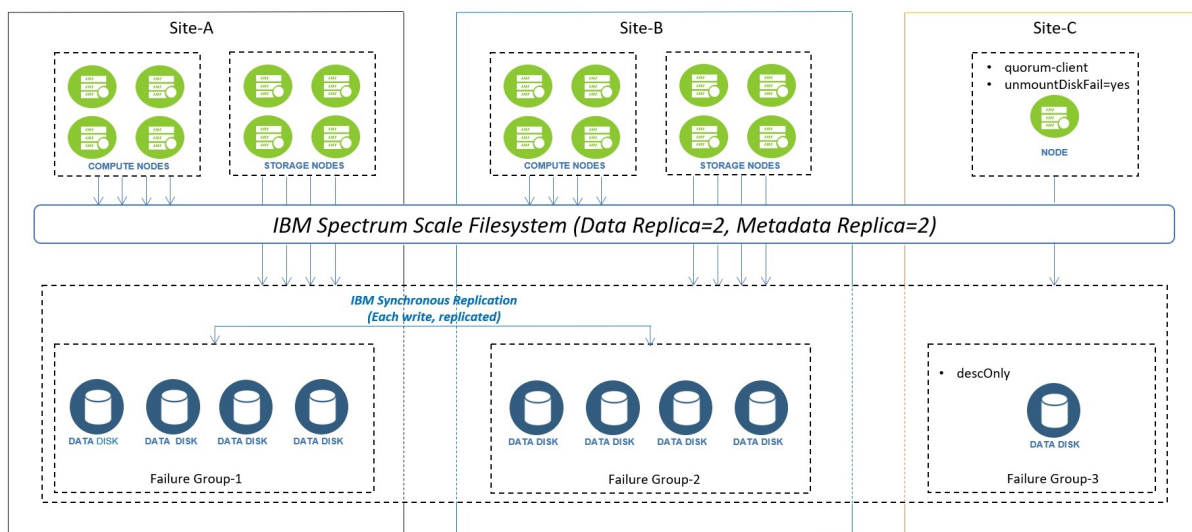 Site-A
Site-B
Site-C
COMPUTE NODES
STORAGE NODES
COMPUTE NODES
STORAGE NODES
• quorum-client
• unmountDiskFail=yes
NODE
IBM Spectrum Scale Filesystem (Data Replica=2, Metadata Replica=2)
IBM Synchronous Replication
(Each write, replicated)
DATA DISK
DATA DISK
DATA DISK
DATA DISK
Failure Group-1
DATA DISK
DATA DISK
DATA DISK
DATA DISK
Failure Group-2
• descOnly
DATA DISK
Failure Group-3